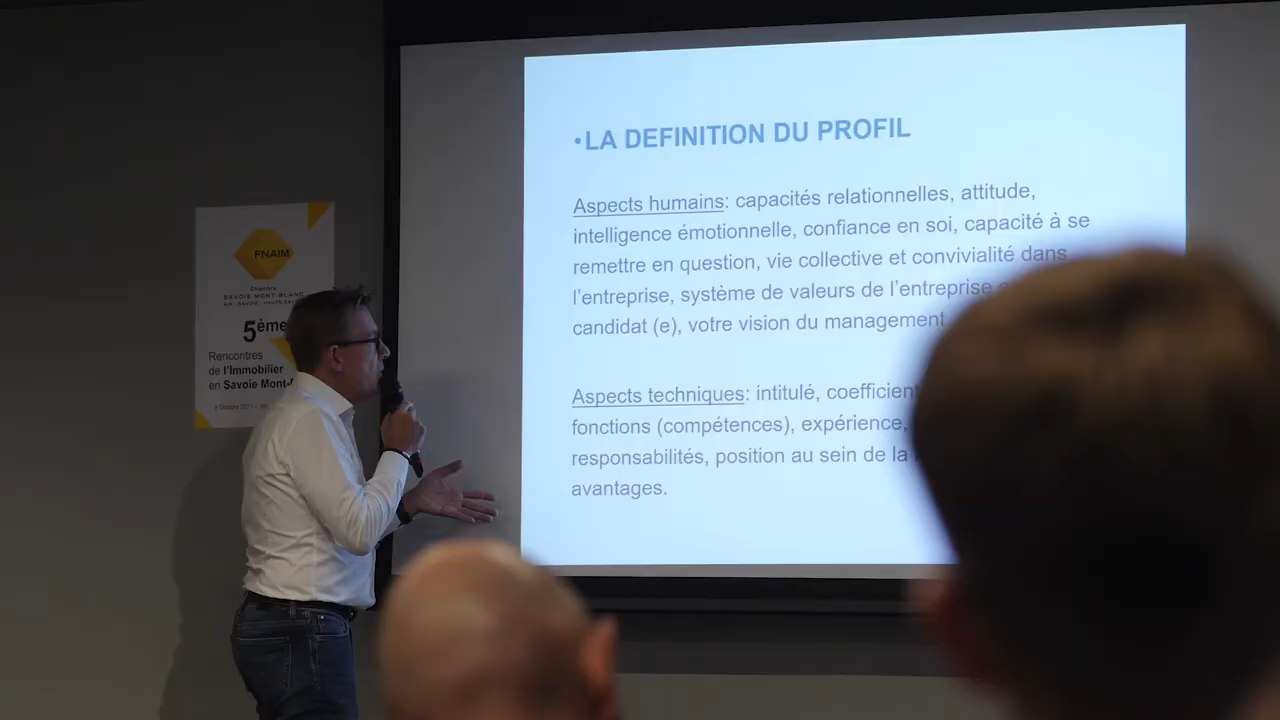 FNAIM
Chambre
SAVOIE MONT-BLANC
5ème
Rencontres
de l'Immobilier
en Savoie Mont-
•LA DEFINITION DU PROFIL
Aspects humains: capacités relationnelles, attitude,
intelligence émotionnelle, confiance en soi, capacité à se
remettre en question, vie collective et convivialité dans
l'entreprise, système de valeurs de l'entreprise
candidat (e), votre vision du management
Aspects techniques: intitulé, coefficient
fonctions (compétences), expérience,
responsabilités, position au sein de la
avantages.